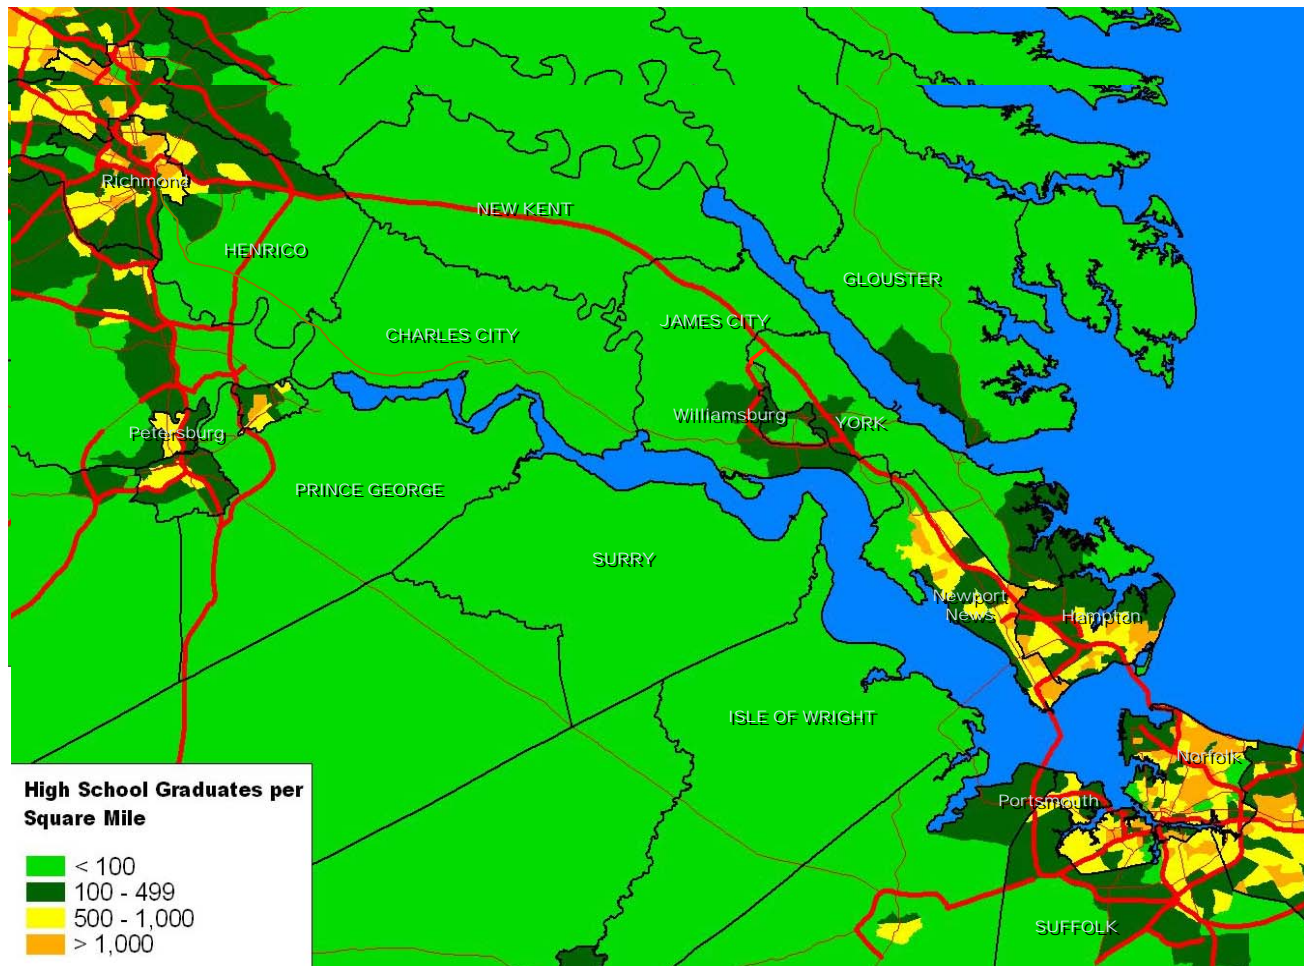 Richmond
NEW KENT
HENRICO
GLOUSTER
JAMES CITY
CHARLES CITY
Williamsburg
YORK
Petersburg
PRINCE GEORGE
SURRY
Newport
News
Hampton
ISLE OF WRIGHT
Norfolk
Portsmouth
SUFFOLK
High School Graduates per
Square Mile
< 100
100 - 499
500 - 1,000
> 1,000